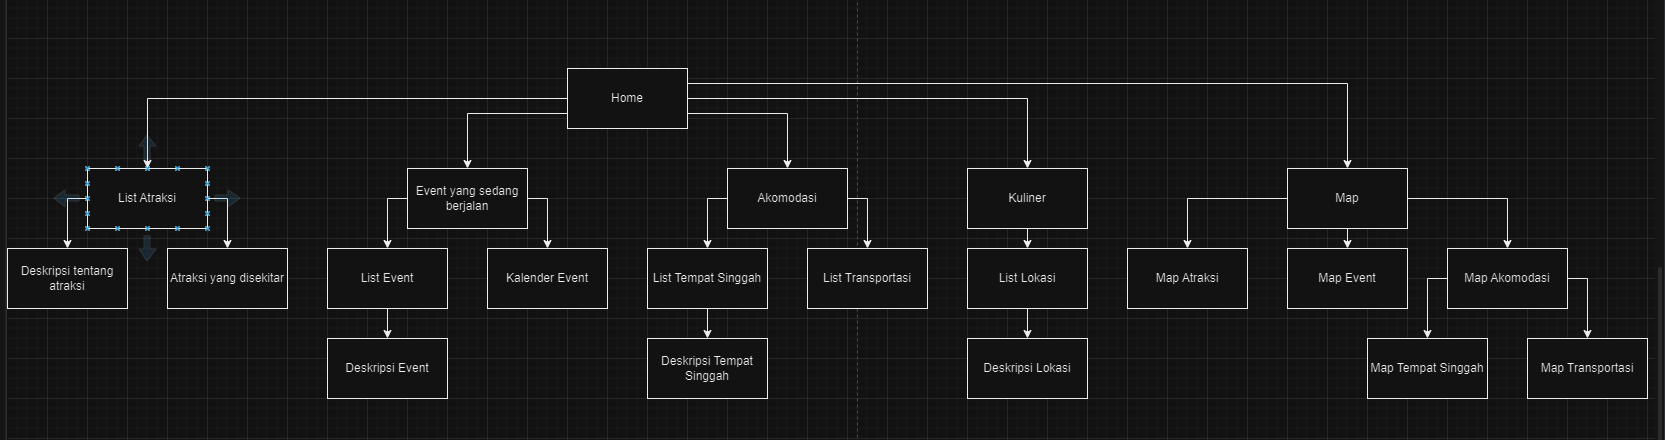 Home
List Atraksi
Event yang sedang
berjalan
Akomodasi
Kuliner
Map
Deskripsi tentang
atraksi
Atraksi yang disekitar
List Event
Kalender Event
List Tempat Singgah
List Transportasi
List Lokasi
Map Atraksi
Map Event
Map Akomodasi
Deskripsi Event
Deskripsi Tempat
Singgah
Deskripsi Lokasi
Map Tempat Singgah
Map Transportasi